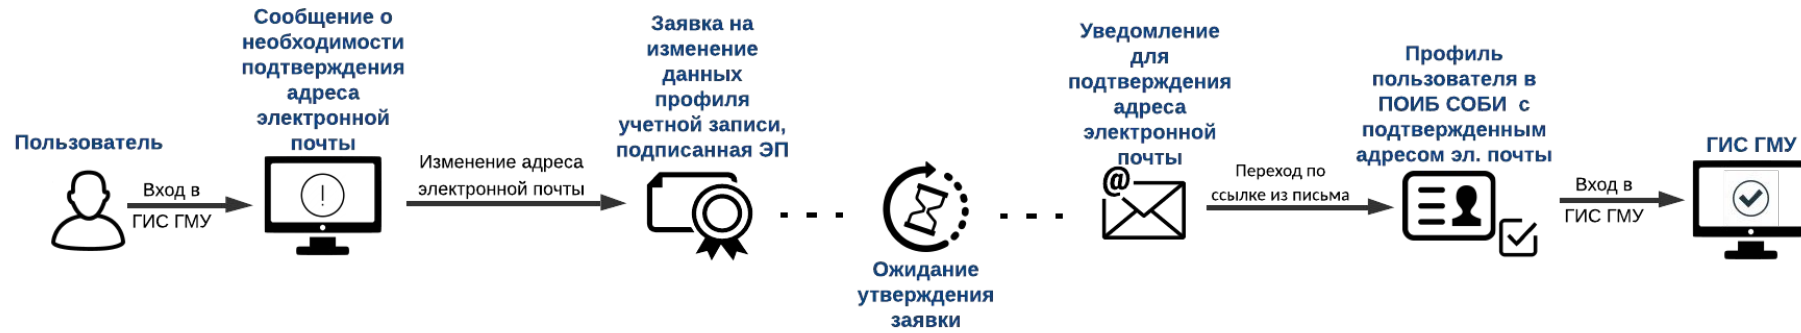 Пользователь
Вход в
ГИС ГМУ
Сообщение о
необходимости
подтверждения
адреса
электронной
почты
Изменение адреса
электронной почты
Заявка на
изменение
данных
профиля
учетной записи,
подписанная ЭП
Ожидание
утверждения
заявки
Уведомление
для
подтверждения
адреса
электронной
почты
@
Переход по
ссылке из письма
Профиль
пользователя в
ПОИБ СОБИ с
подтвержденным
адресом эл. почты
Вход в
ГИС ГМУ
ГИС ГМУ